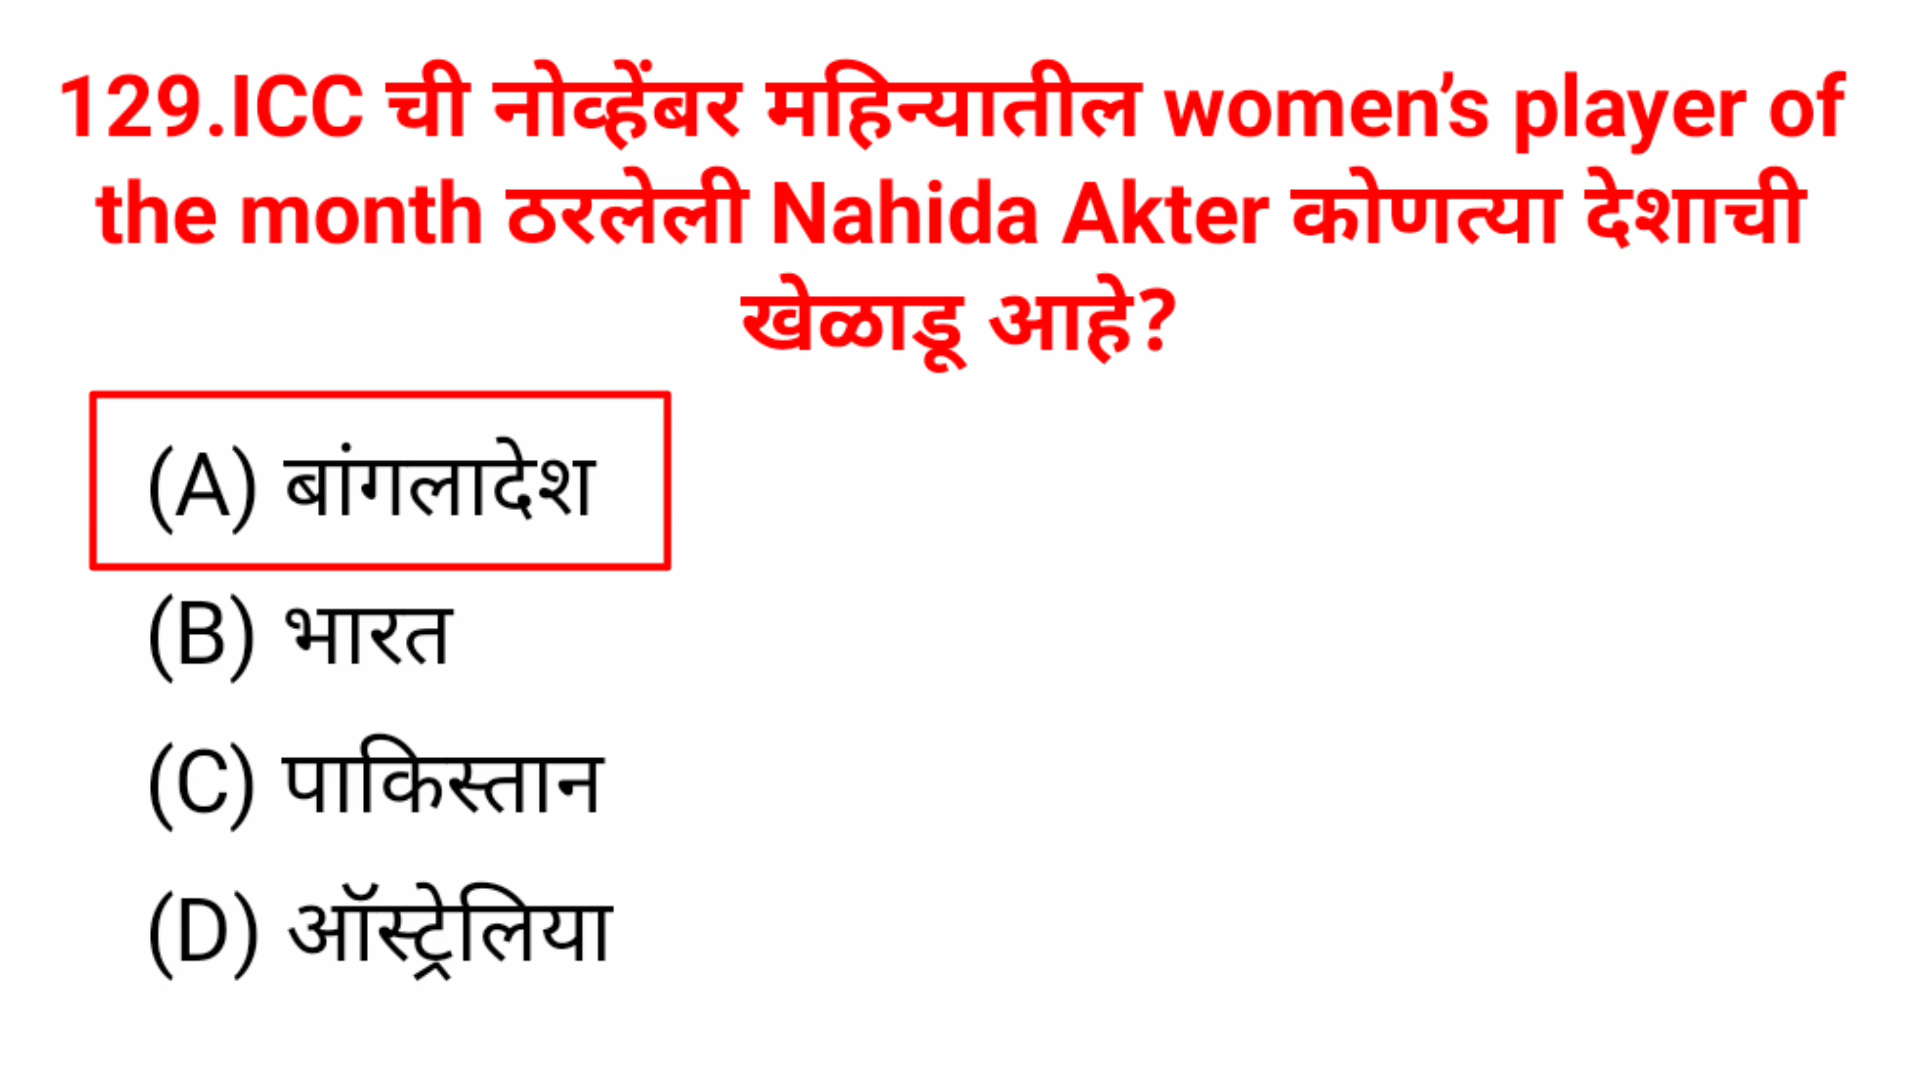 129.ICC ची नोव्हेंबर महिन्यातील women’s player of
the month ठरलेली Nahida Akter कोणत्या देशाची
खेळाडू आहे?
(A) बांगलादेश
(B) भारत
(C) पाकिस्तान
(D) ऑस्ट्रेलिया